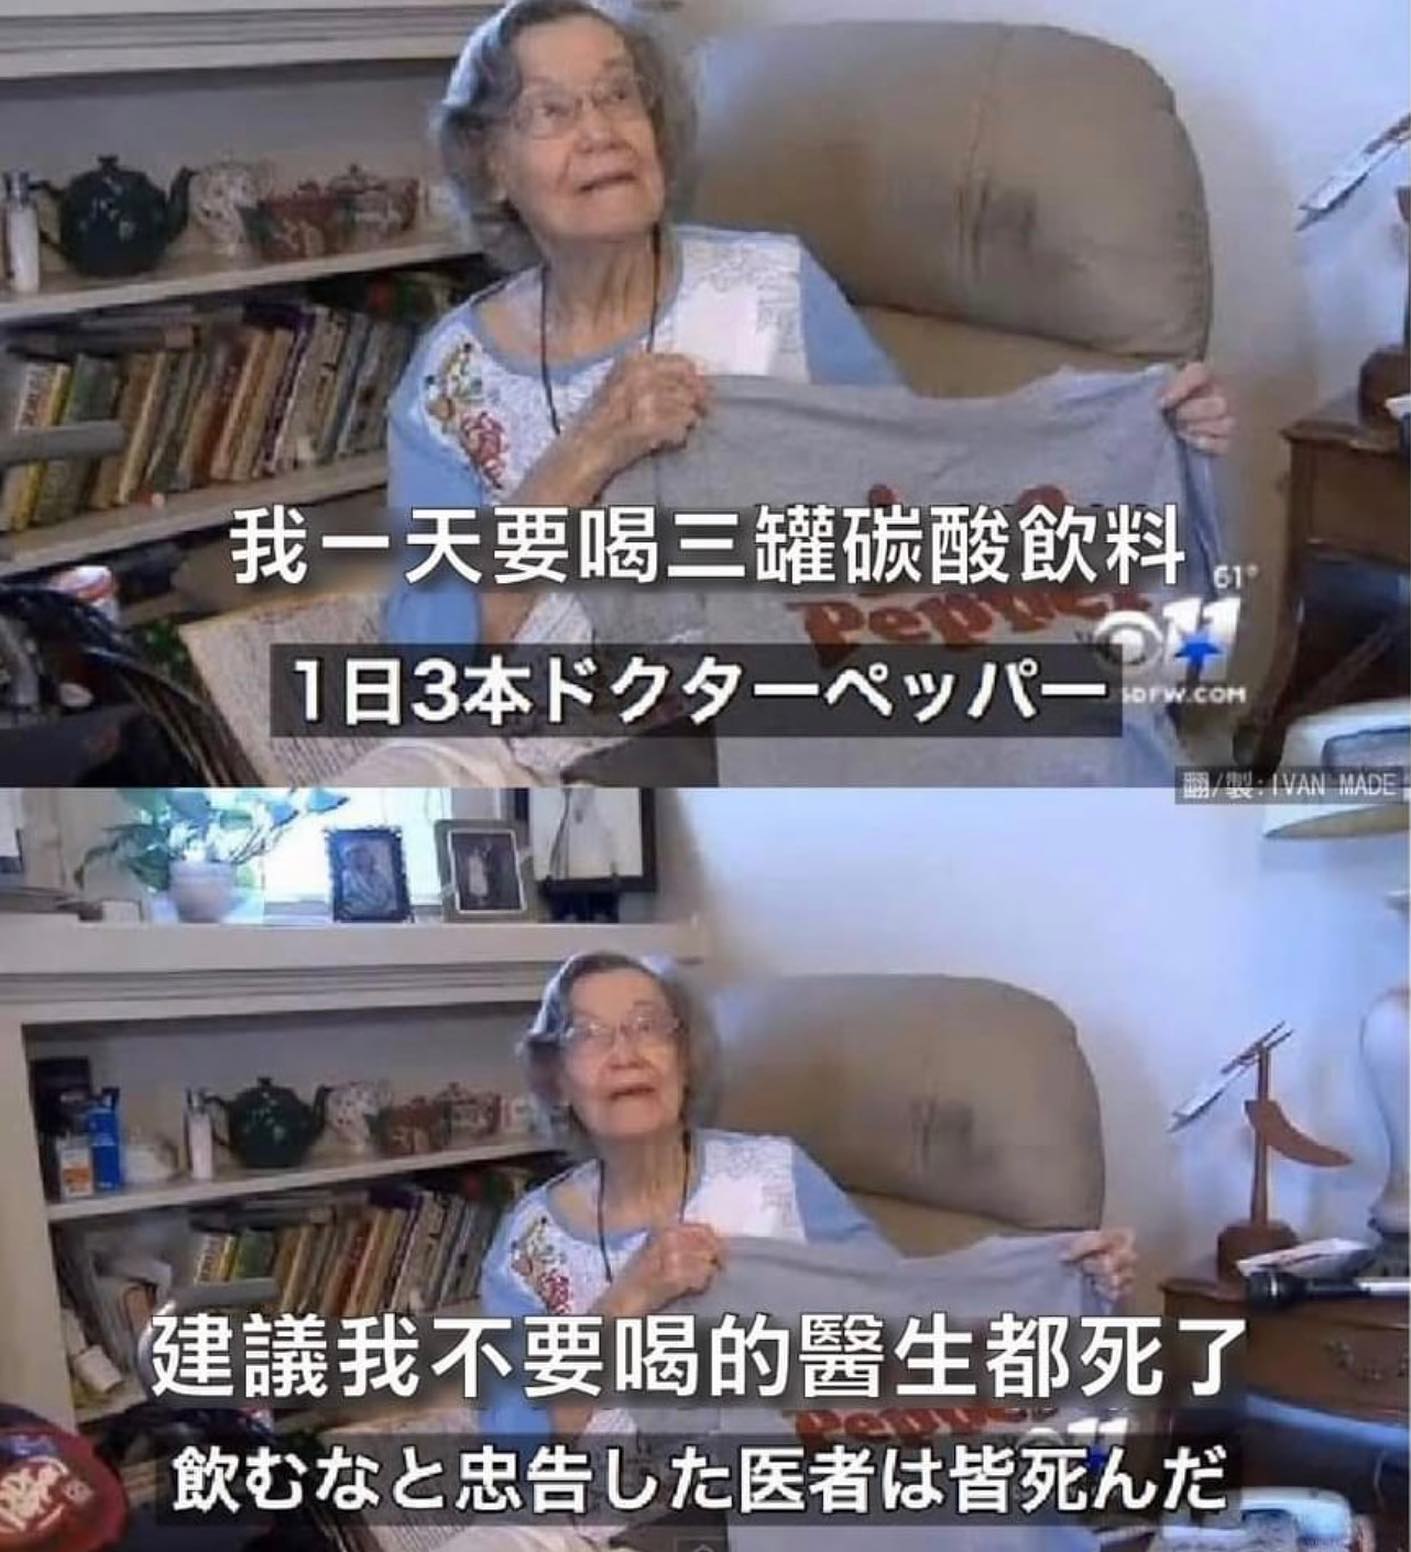 我一天要喝三罐碳酸飲料
61°
Pepper
11
1日3本ドクターペッパー
翻/製:IVAN MADE
建議我不要喝的醫生都死了
飲むなと忠告した医者は皆死んだ